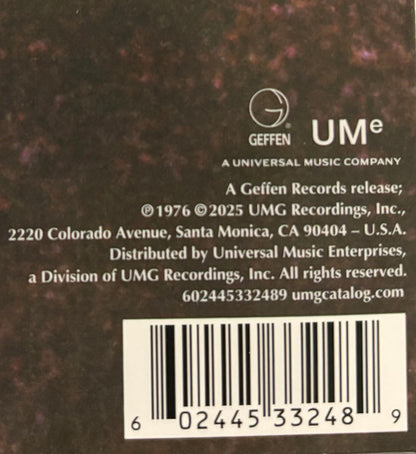 GEFFEN
®
UMe
A UNIVERSAL MUSIC COMPANY
A Geffen Records release;
℗1976 ©2025 UMG Recordings, Inc.,
2220 Colorado Avenue, Santa Monica, CA 90404 – U.S.A.
Distributed by Universal Music Enterprises,
a Division of UMG Recordings, Inc. All rights reserved.
602445332489 umgcatalog.com
6 02445 33248 9